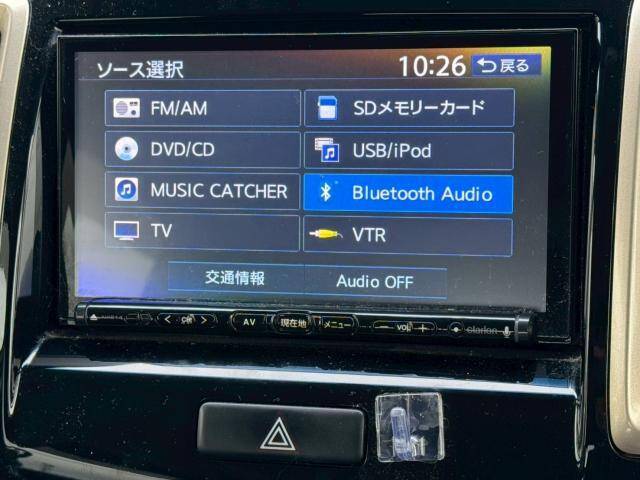 ソース選択 10:26 戻る
FM/AM SDメモリーカード
DVD/CD USB/iPod
MUSIC CATCHER Bluetooth Audio
TV VTR
交通情報 Audio OFF
AV 現在地 メニュー − VOL + clarion